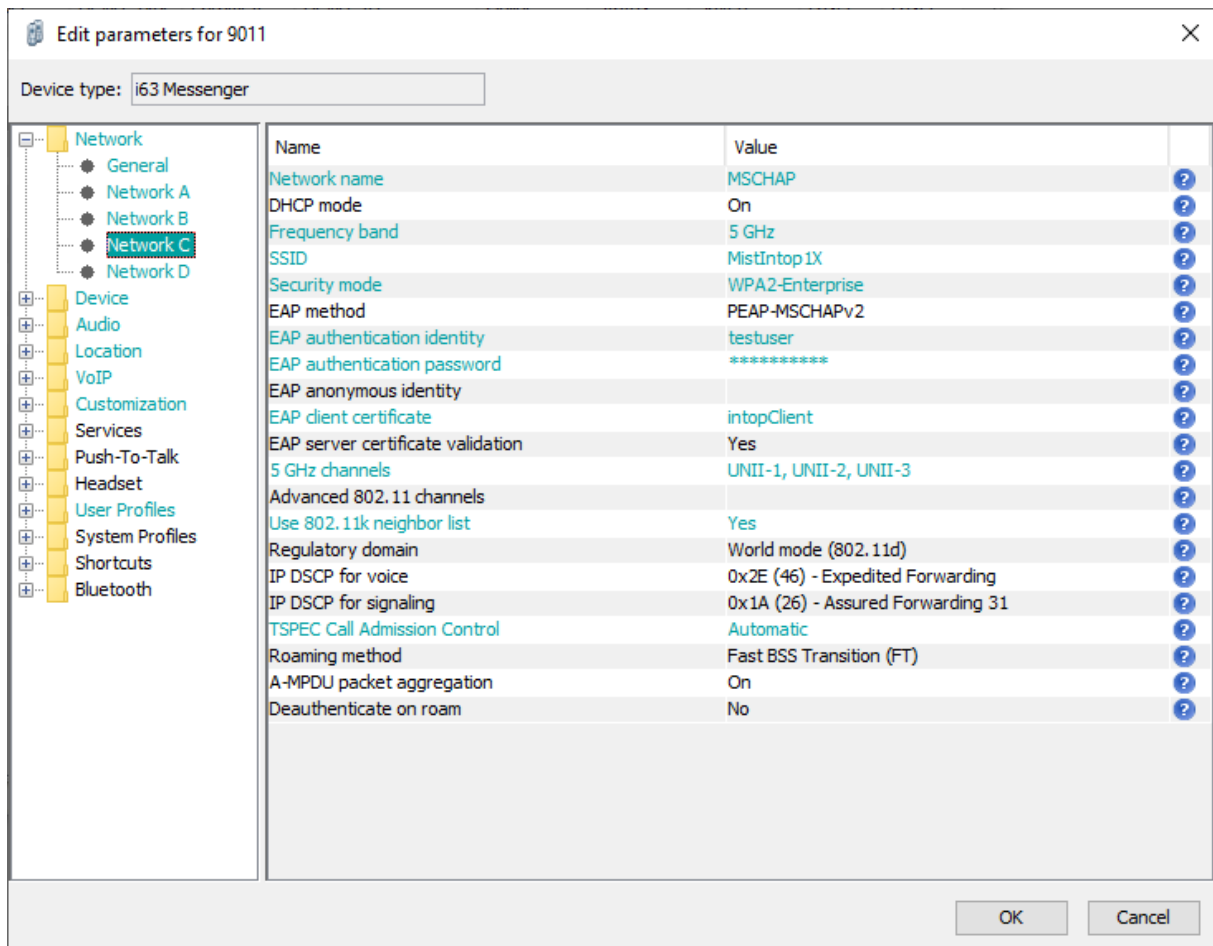 Edit parameters for 9011
Device type: i63 Messenger
Network
General
Network A
Network B
Network C
Network D
Device
Audio
Location
VoIP
Customization
Services
Push-To-Talk
Headset
User Profiles
System Profiles
Shortcuts
Bluetooth
Name Value
Network name MSCHAP
DHCP mode On
Frequency band 5 GHz
SSID MistIntop1X
Security mode WPA2-Enterprise
EAP method PEAP-MSCHAPv2
EAP authentication identity testuser
EAP authentication password **********
EAP anonymous identity
EAP client certificate intopClient
EAP server certificate validation Yes
5 GHz channels UNII-1, UNII-2, UNII-3
Advanced 802.11 channels
Use 802.11k neighbor list Yes
Regulatory domain World mode (802.11d)
IP DSCP for voice 0x2E (46) - Expedited Forwarding
IP DSCP for signaling 0x1A (26) - Assured Forwarding 31
TSPEC Call Admission Control Automatic
Roaming method Fast BSS Transition (FT)
A-MPDU packet aggregation On
Deauthenticate on roam No
OK Cancel